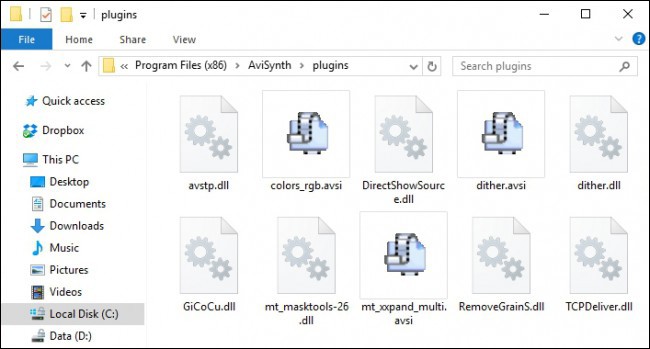 plugins
File
Home
Share
View
Program Files (x86) AviSynth plugins
Search plugins
Quick access
Dropbox
This PC
Desktop
Documents
Downloads
Music
Pictures
Videos
Local Disk (C:)
Data (D:)
avstp.dll
colors_rgb.avsi
DirectShowSour
ce.dll
dither.avsi
dither.dll
GiCoCu.dll
mt_masktools-26
.dll
mt_xxpand_multi.
avsi
RemoveGrainS.dll
TCPDeliver.dll